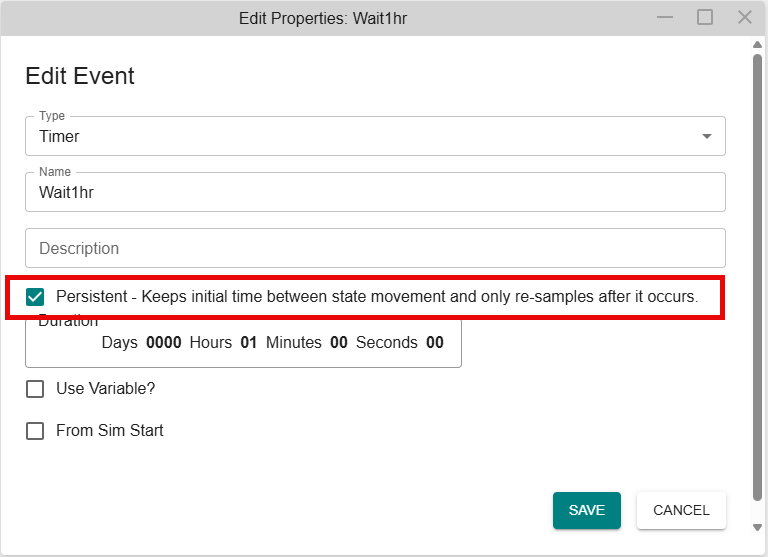 Edit Properties: Wait1hr
Edit Event
Type
Timer
Name
Wait1hr
Description
Persistent - Keeps initial time between state movement and only re-samples after it occurs.
Duration
Days 0000 Hours 01 Minutes 00 Seconds 00
Use Variable?
From Sim Start
SAVE CANCEL